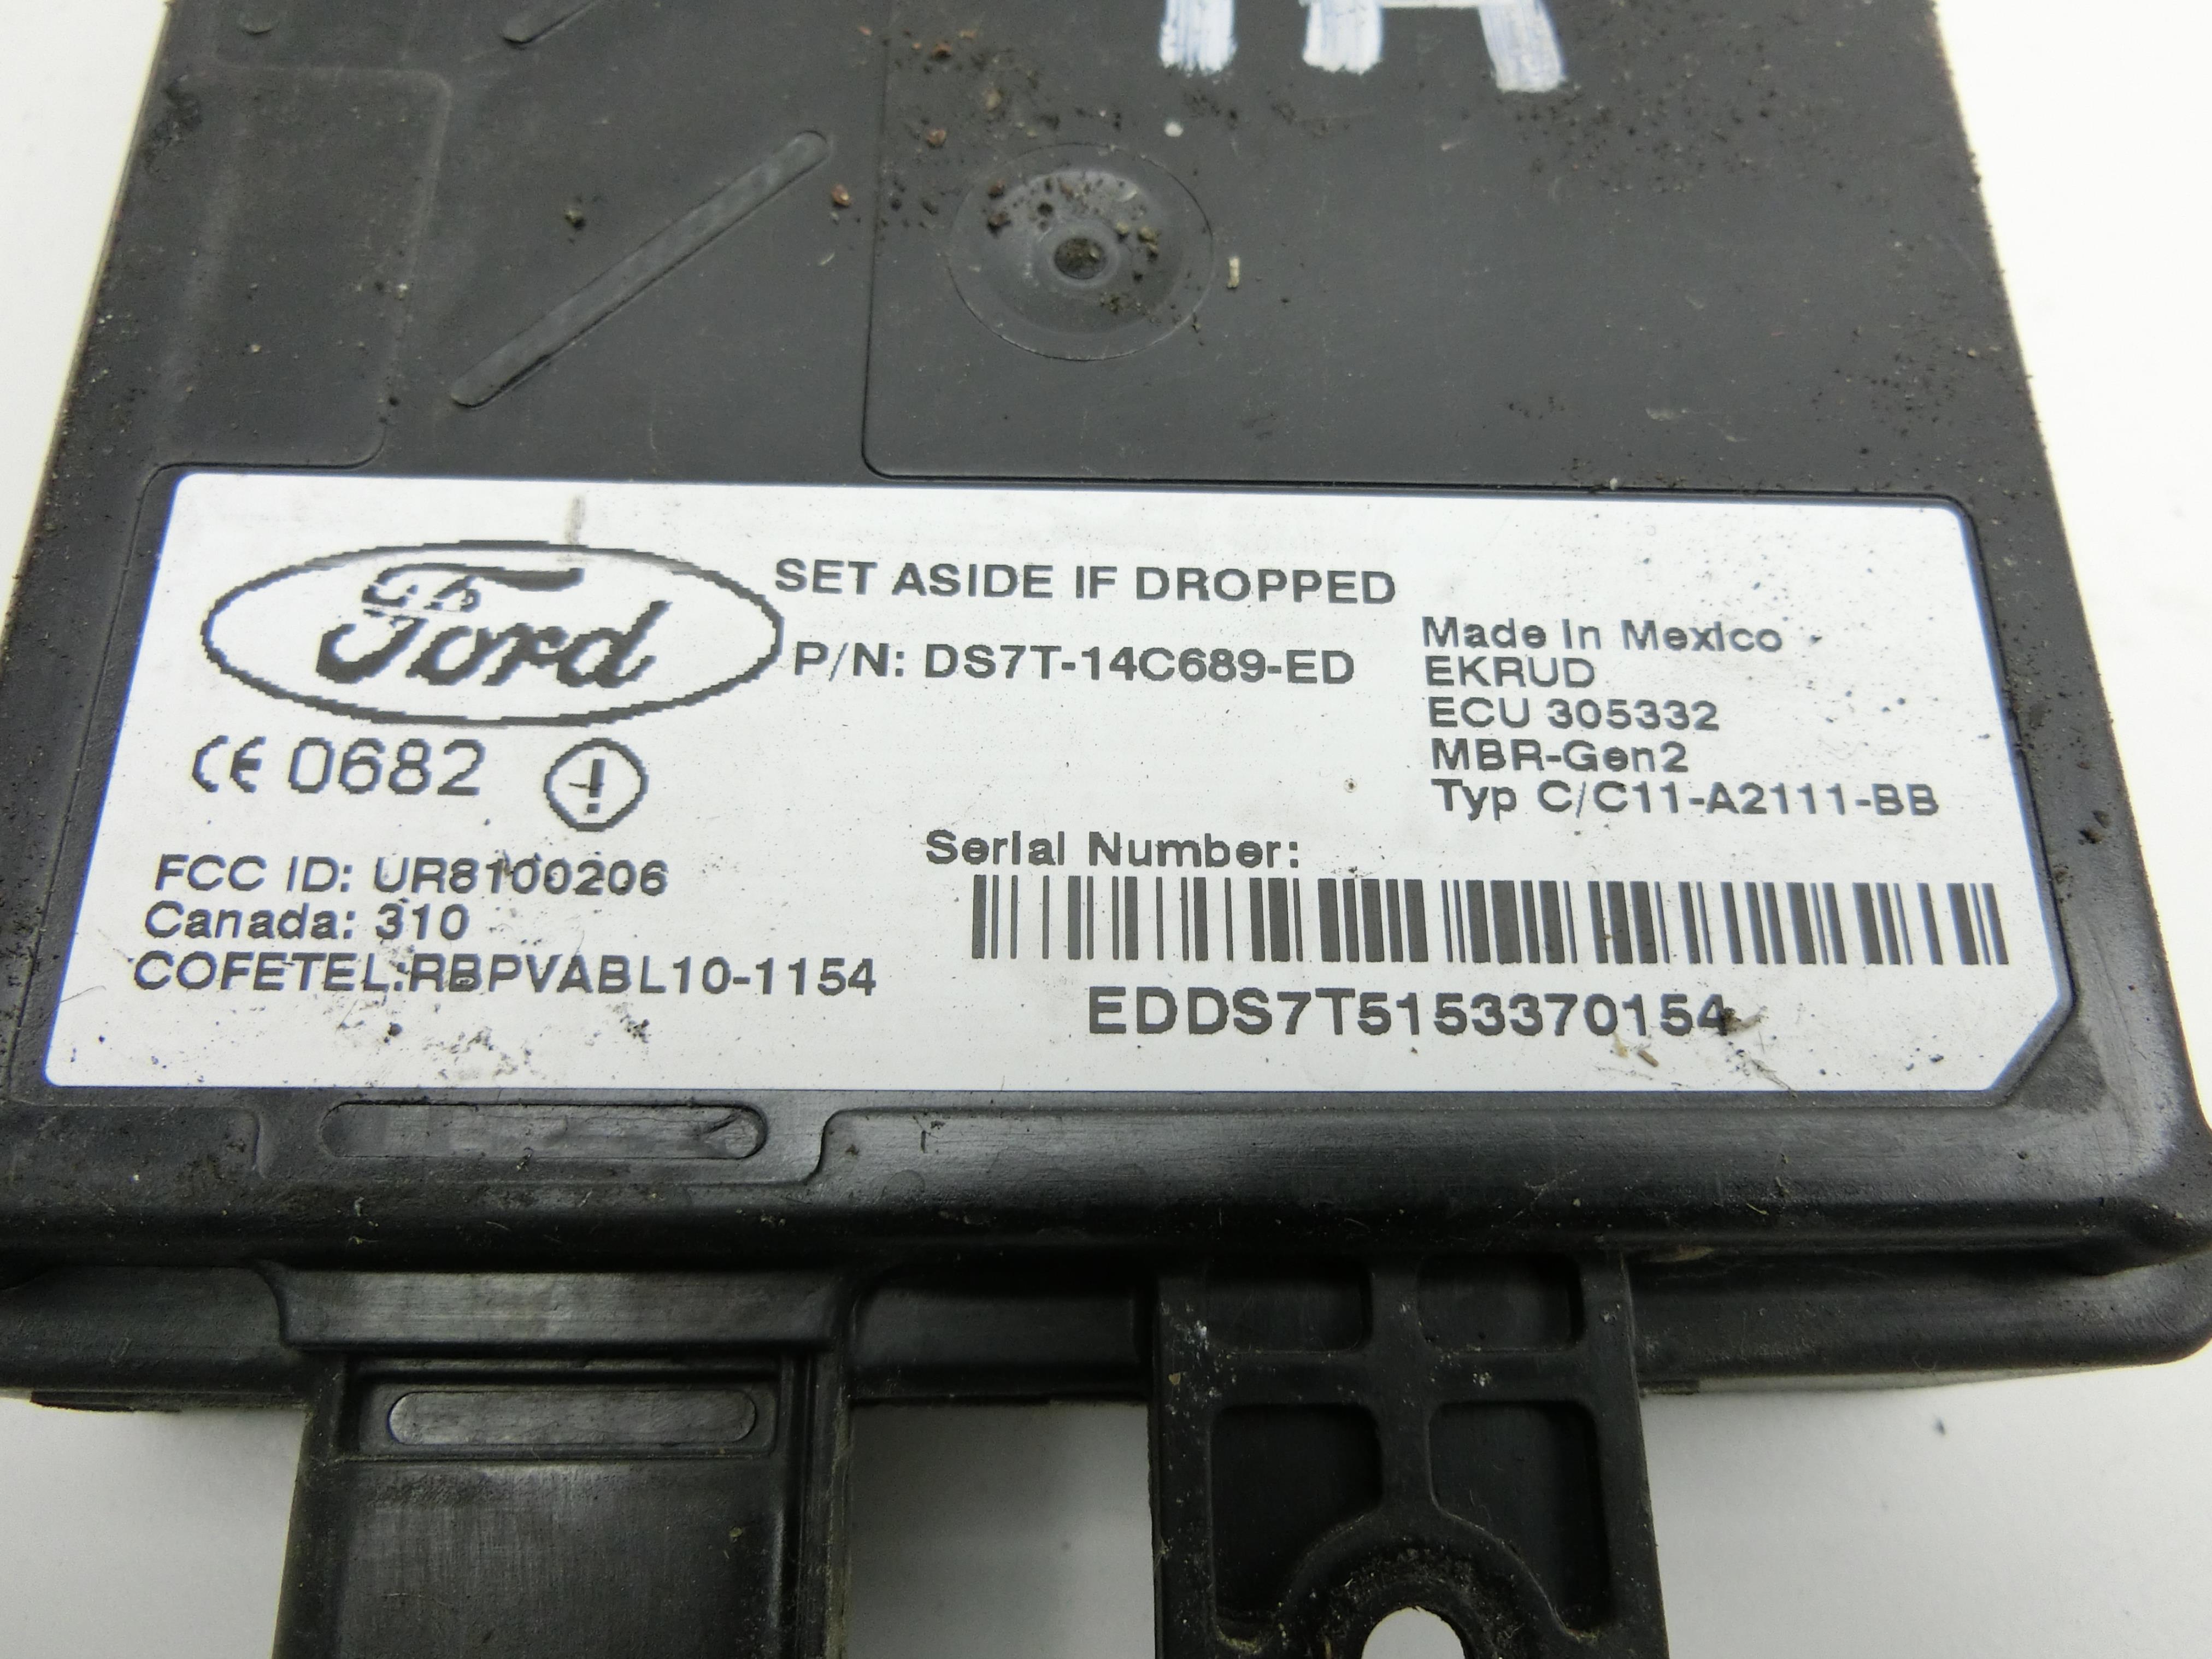 Ford
SET ASIDE IF DROPPED
P/N: DS7T-14C689-ED
Made in Mexico
EKRUD
ECU 305332
MBR-Gen2
Typ C/C11-A2111-BB
CE 0682 !
FCC ID: UR8100206
Canada: 310
COFETEL:RBPVABL10-1154
Serial Number:
EDDS7T5153370154